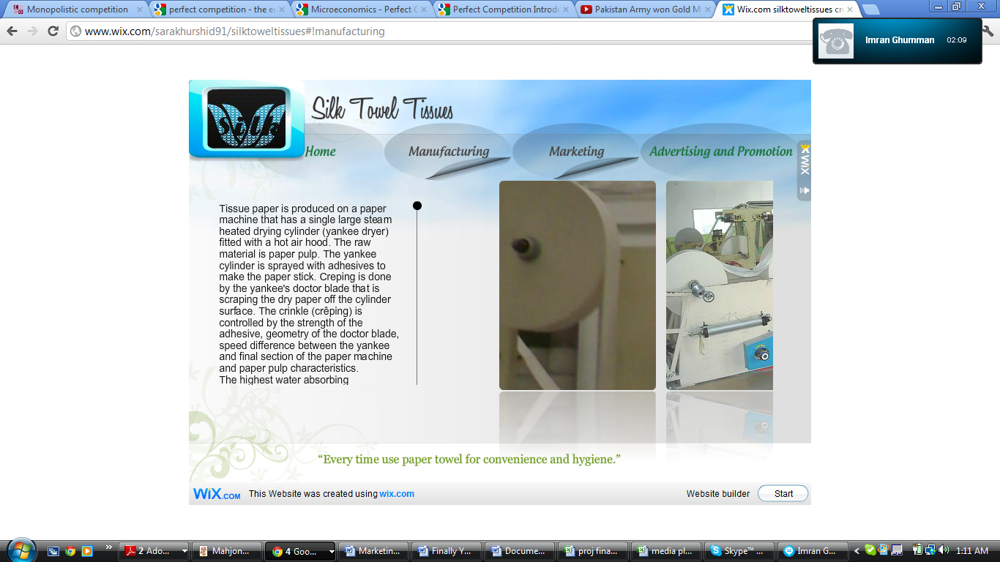 Monopolistic competition
perfect competition - the e
Microeconomics - Perfect C
Perfect Competition Introdu
Pakistan Army won Gold M
Wix.com silktoweltissues cr
www.wix.com/sarakhurshid91/silktoweltissues#!manufacturing
Imran Ghumman 02:09
Silk Towel Tissues
Home
Manufacturing
Marketing
Advertising and Promotion
WiX
Tissue paper is produced on a paper
machine that has a single large steam
heated drying cylinder (yankee dryer)
fitted with a hot air hood. The raw
material is paper pulp. The yankee
cylinder is sprayed with adhesives to
make the paper stick. Creping is done
by the yankee's doctor blade that is
scraping the dry paper off the cylinder
surface. The crinkle (crêping) is
controlled by the strength of the
adhesive, geometry of the doctor blade,
speed difference between the yankee
and final section of the paper machine
and paper pulp characteristics.
The highest water absorbing
“Every time use paper towel for convenience and hygiene.”
WiX.COM This Website was created using wix.com
Website builder Start
2 Ado...
Mahjon...
4 Goo...
Marketin...
Finally Y...
Docume...
proj fina...
media pl...
Skype™ ...
Imran G...
1:11 AM